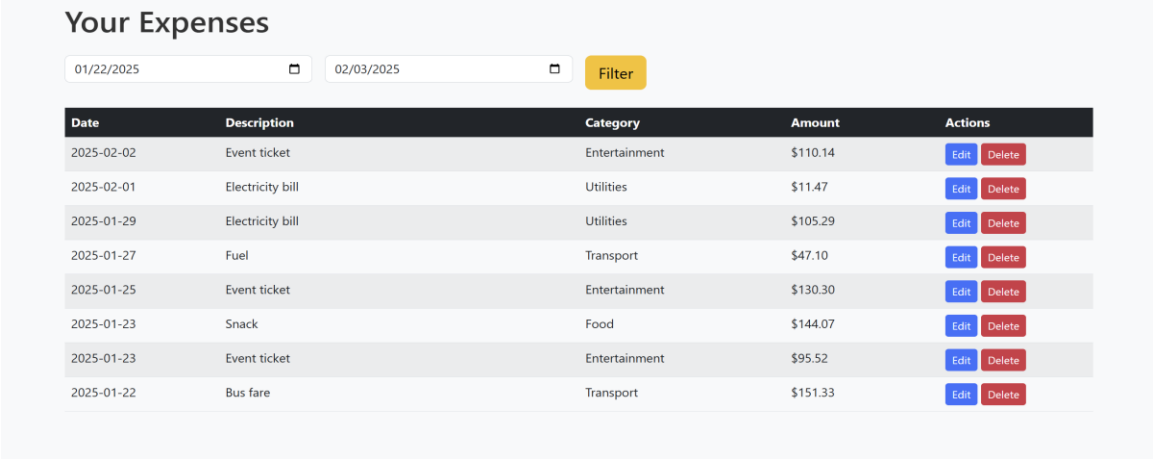 Your Expenses
01/22/2025 02/03/2025 Filter
Date Description Category Amount Actions
2025-02-02 Event ticket Entertainment $110.14 Edit Delete
2025-02-01 Electricity bill Utilities $11.47 Edit Delete
2025-01-29 Electricity bill Utilities $105.29 Edit Delete
2025-01-27 Fuel Transport $47.10 Edit Delete
2025-01-25 Event ticket Entertainment $130.30 Edit Delete
2025-01-23 Snack Food $144.07 Edit Delete
2025-01-23 Event ticket Entertainment $95.52 Edit Delete
2025-01-22 Bus fare Transport $151.33 Edit Delete